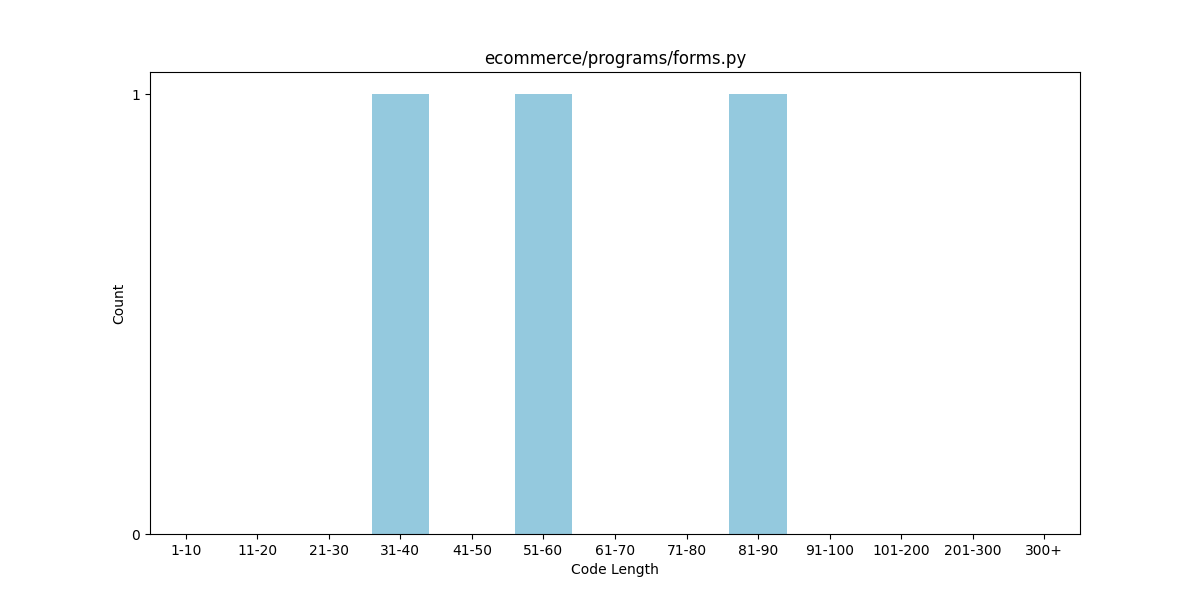 ecommerce/programs/forms.py
1
Count
0
1-10 11-20 21-30 31-40 41-50 51-60 61-70 71-80 81-90 91-100 101-200 201-300 300+
Code Length